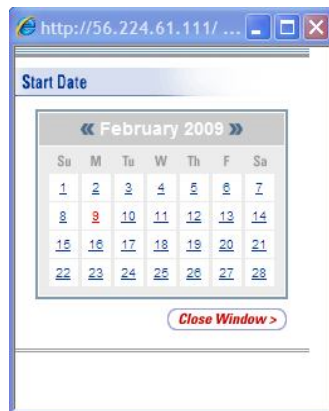 http://56.224.61.111/ ...
Start Date
« February 2009 »
Su M Tu W Th F Sa
1 2 3 4 5 6 7
8 9 10 11 12 13 14
15 16 17 18 19 20 21
22 23 24 25 26 27 28
Close Window >